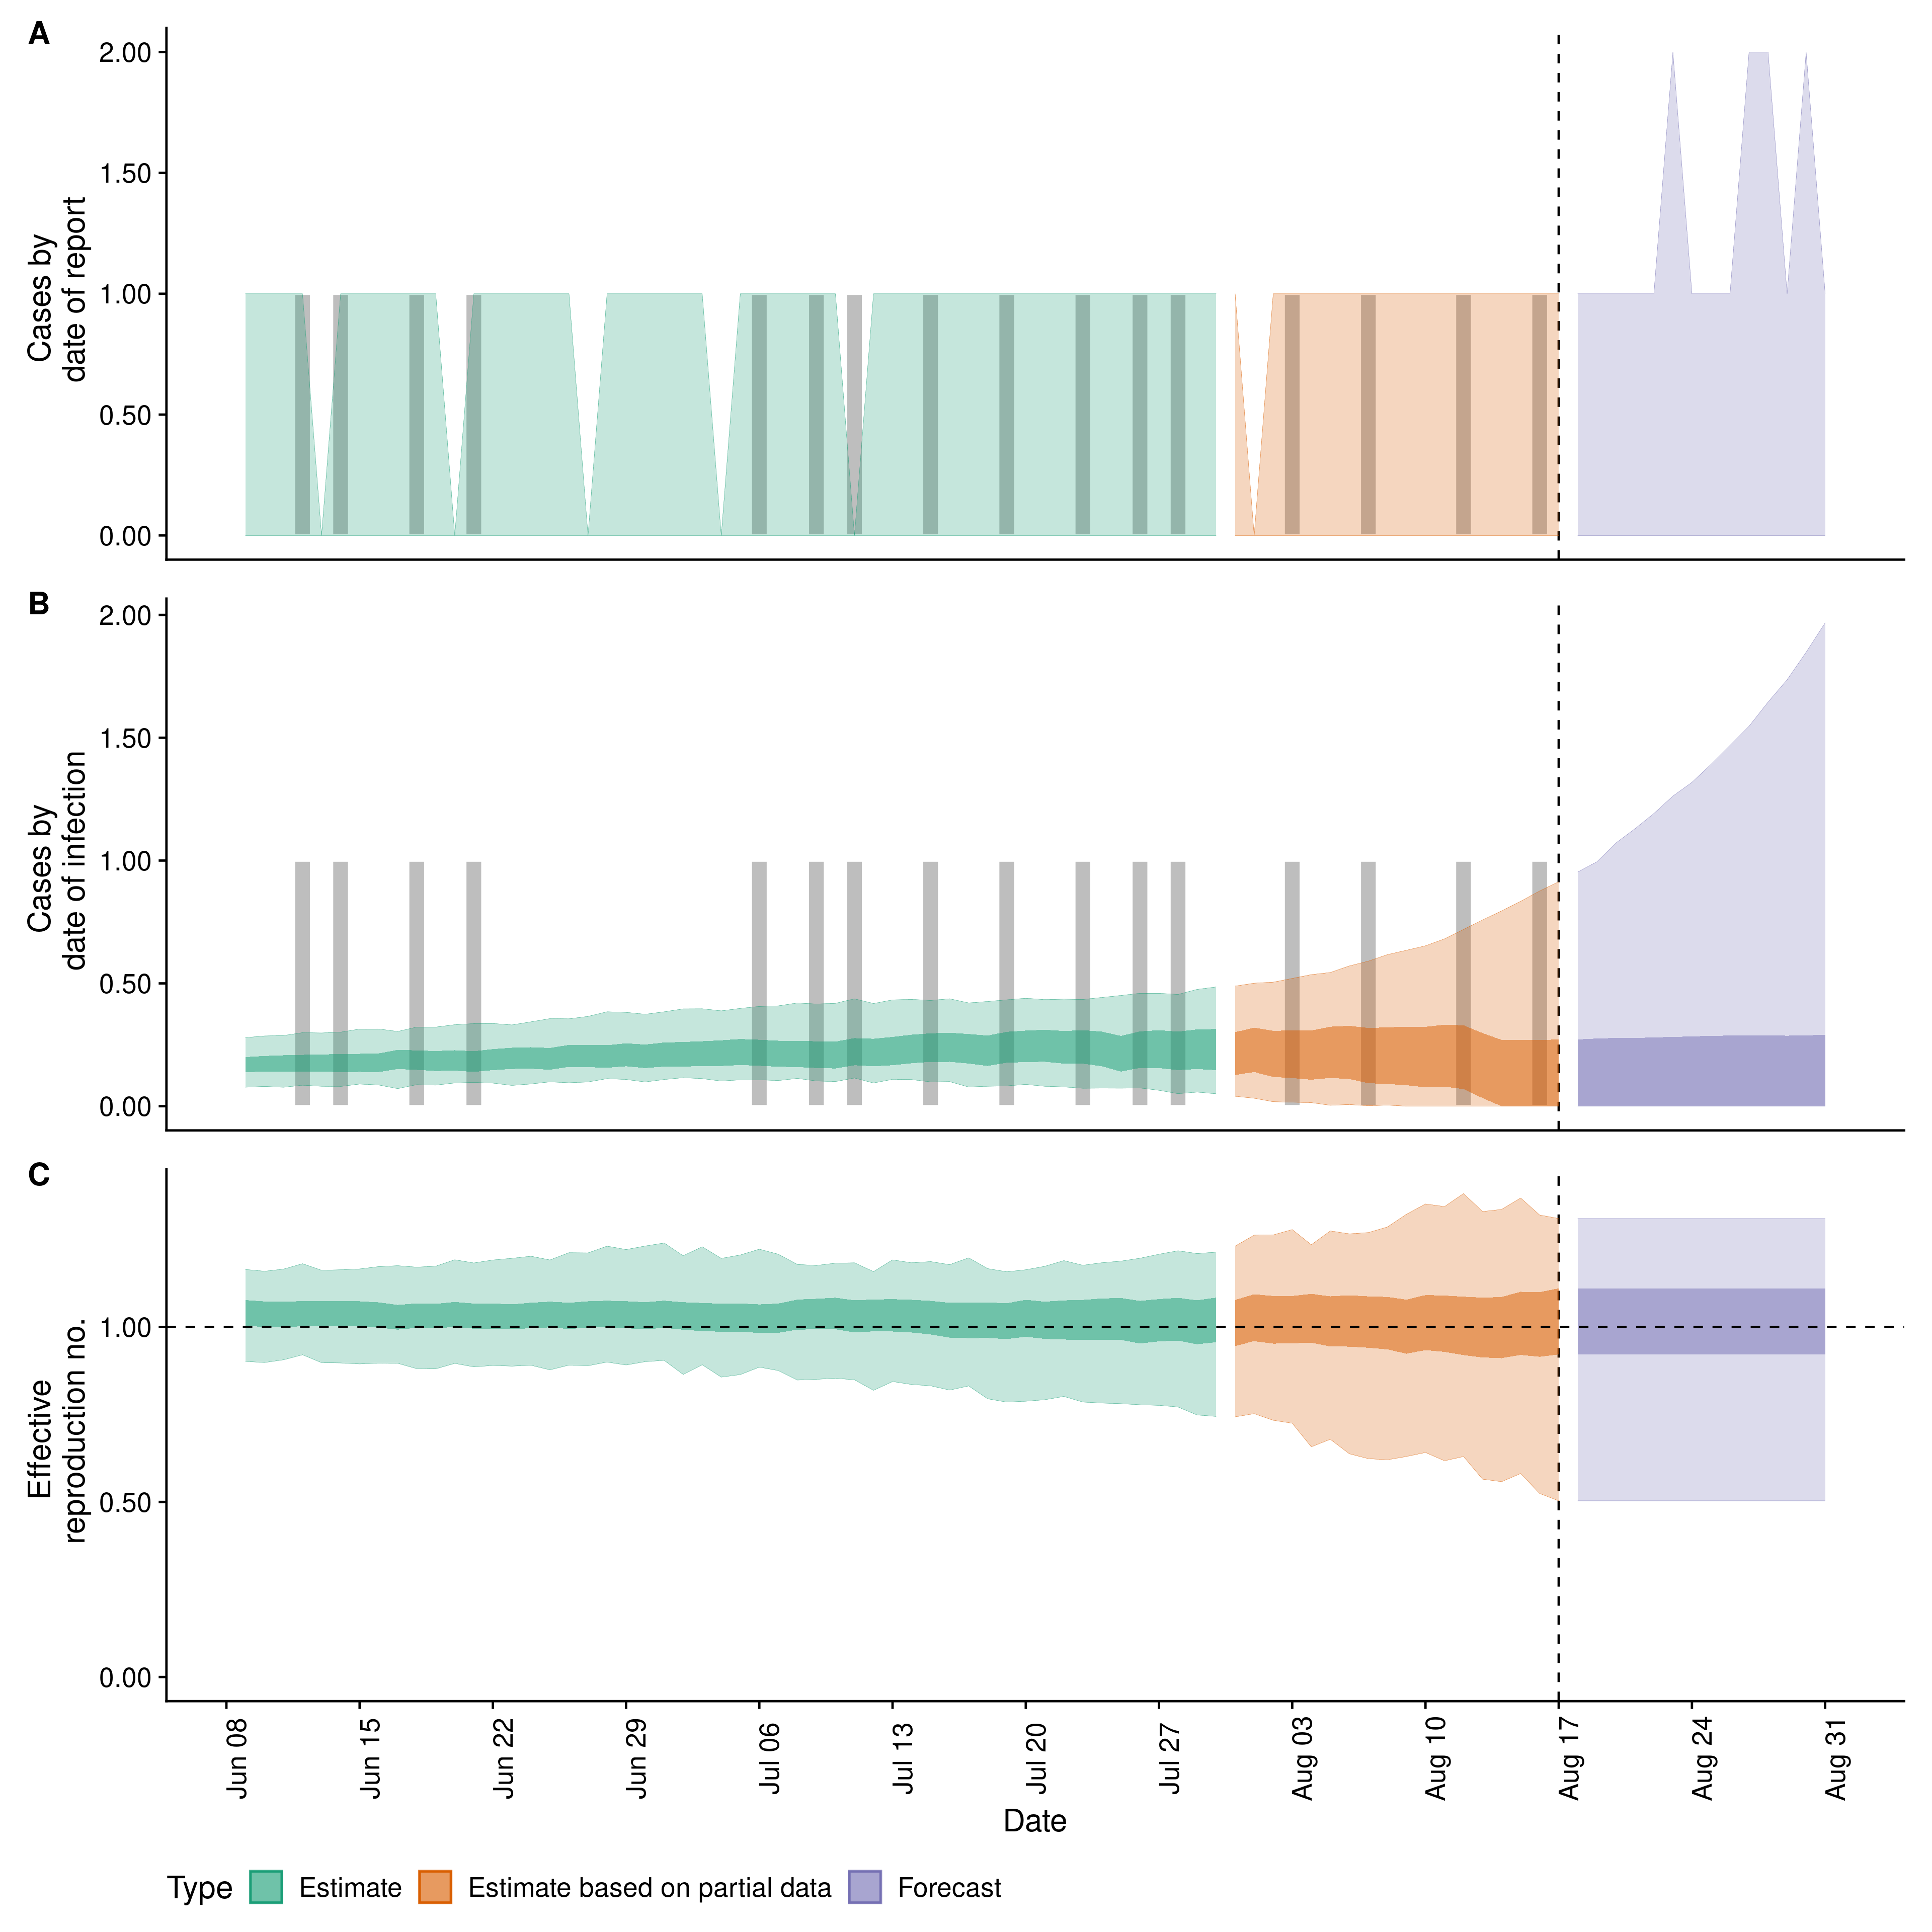 A
2.00
1.50
1.00
0.50
0.00
Cases by
date of report
B
2.00
1.50
1.00
0.50
0.00
Cases by
date of infection
C
1.00
0.50
0.00
Effective
reproduction no.
Jun 08
Jun 15
Jun 22
Jun 29
Jul 06
Jul 13
Jul 20
Jul 27
Aug 03
Aug 10
Aug 17
Aug 24
Aug 31
Date
Type Estimate Estimate based on partial data Forecast